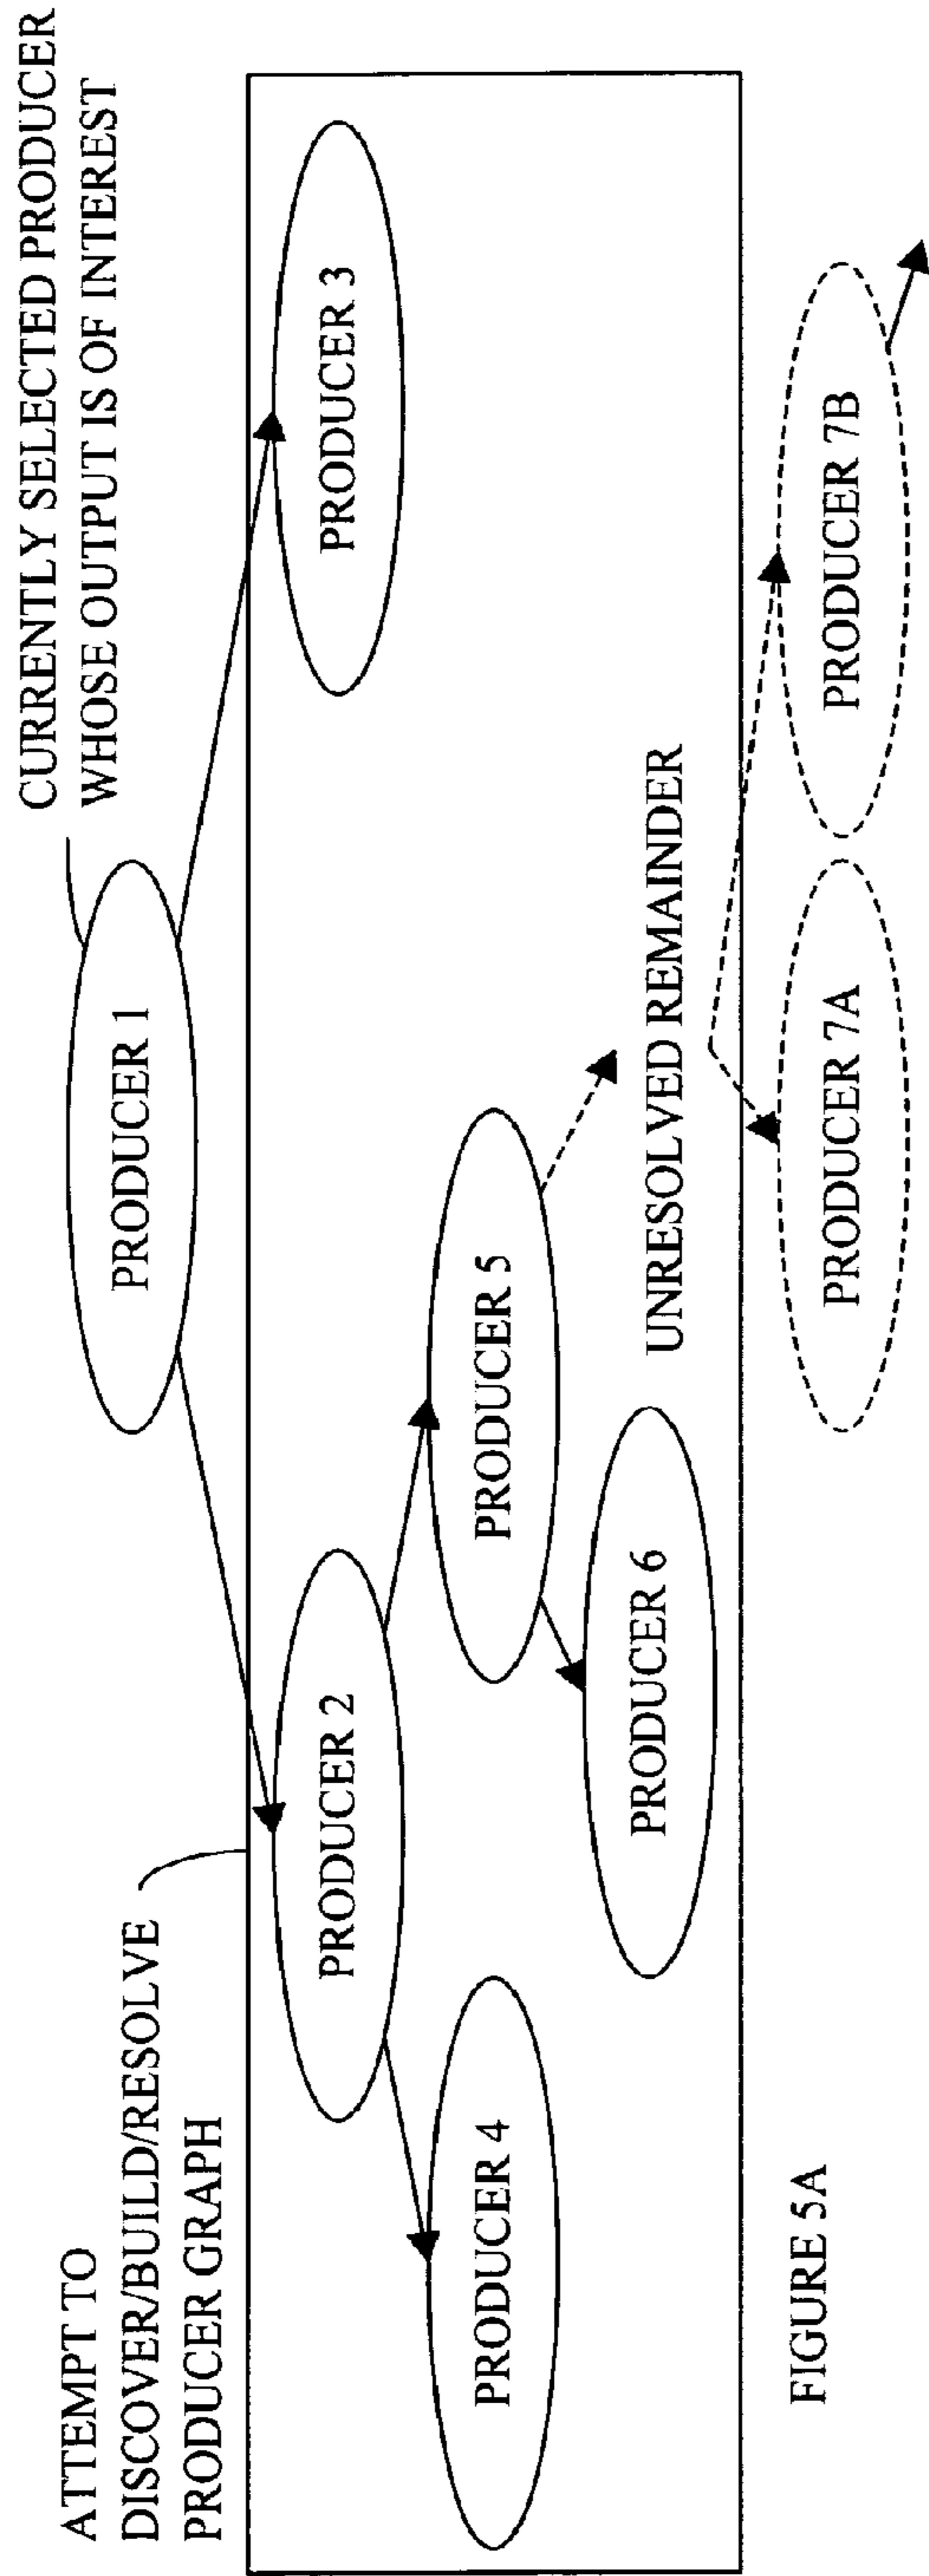 CURRENTLY SELECTED PRODUCER
WHOSE OUTPUT IS OF INTEREST
PRODUCER 1
ATTEMPT TO
DISCOVER/BUILD/RESOLVE
PRODUCER GRAPH
PRODUCER 2
PRODUCER 3
PRODUCER 4
PRODUCER 5
PRODUCER 6
UNRESOLVED REMAINDER
PRODUCER 7A
PRODUCER 7B
FIGURE 5A